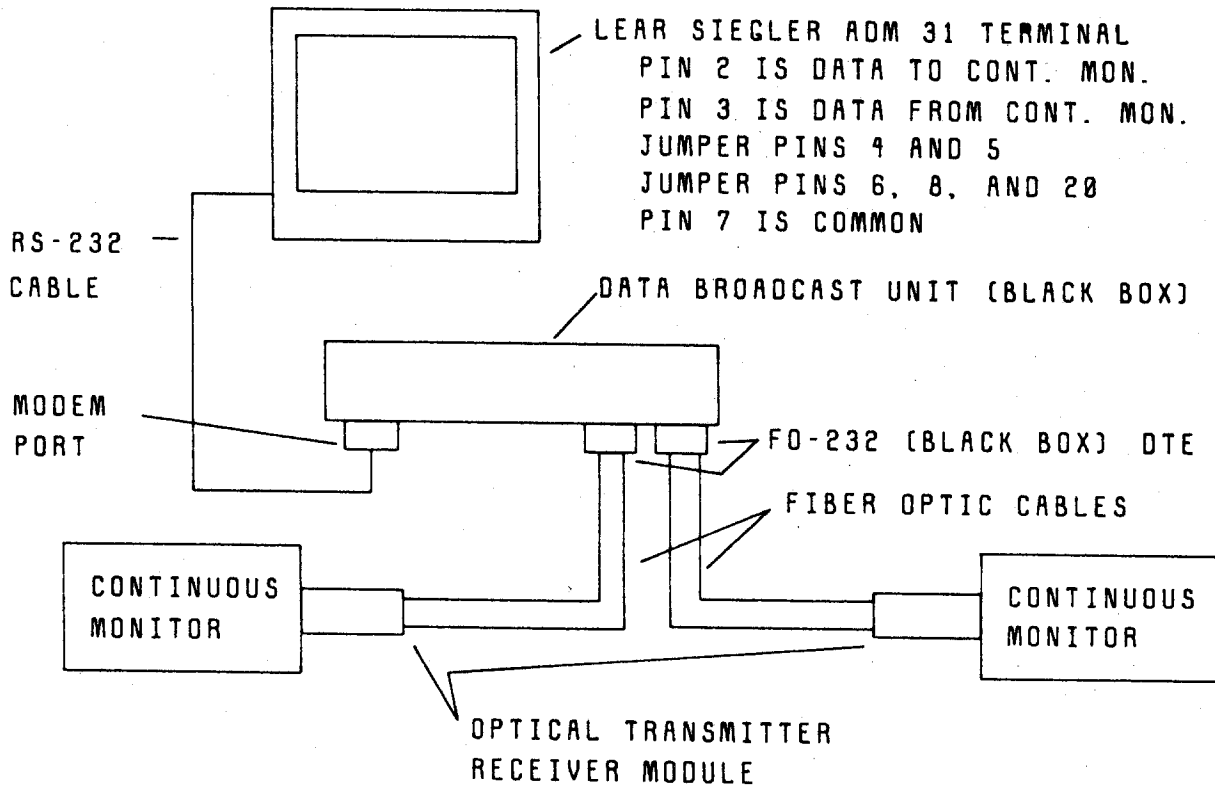 LEAR SIEGLER ADM 31 TERMINAL
PIN 2 IS DATA TO CONT. MON.
PIN 3 IS DATA FROM CONT. MON.
JUMPER PINS 4 AND 5
JUMPER PINS 6, 8, AND 20
PIN 7 IS COMMON
RS-232
CABLE
DATA BROADCAST UNIT (BLACK BOX)
MODEM
PORT
FO-232 (BLACK BOX) DTE
FIBER OPTIC CABLES
CONTINUOUS
MONITOR
CONTINUOUS
MONITOR
OPTICAL TRANSMITTER
RECEIVER MODULE